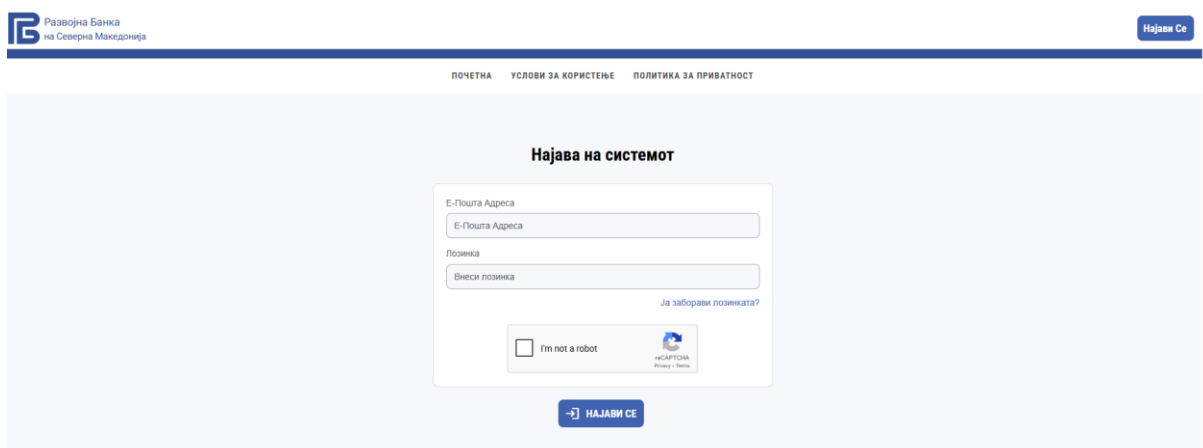 Развојна Банка
на Северна Македонија
Најави Се
ПОЧЕТНА УСЛОВИ ЗА КОРИСТЕЊЕ ПОЛИТИКА ЗА ПРИВАТНОСТ
Најава на системот
Е-Пошта Адреса
Е-Пошта Адреса
Лозинка
Внеси лозинка
Ја заборави лозинката?
I'm not a robot
reCAPTCHA
Privacy - Terms
НАЈАВИ СЕ